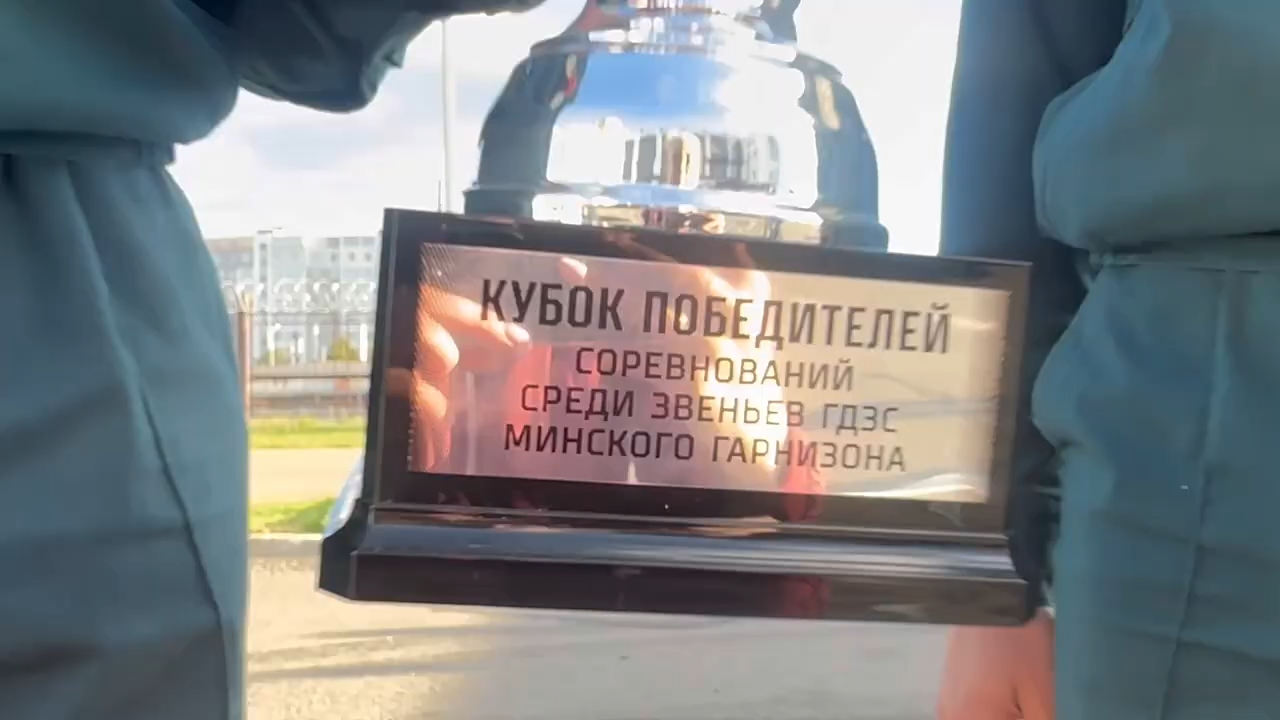 КУБОК ПОБЕДИТЕЛЕЙ
СОРЕВНОВАНИЙ
СРЕДИ ЗВЕНЬЕВ ГДЗС
МИНСКОГО ГАРНИЗОНА